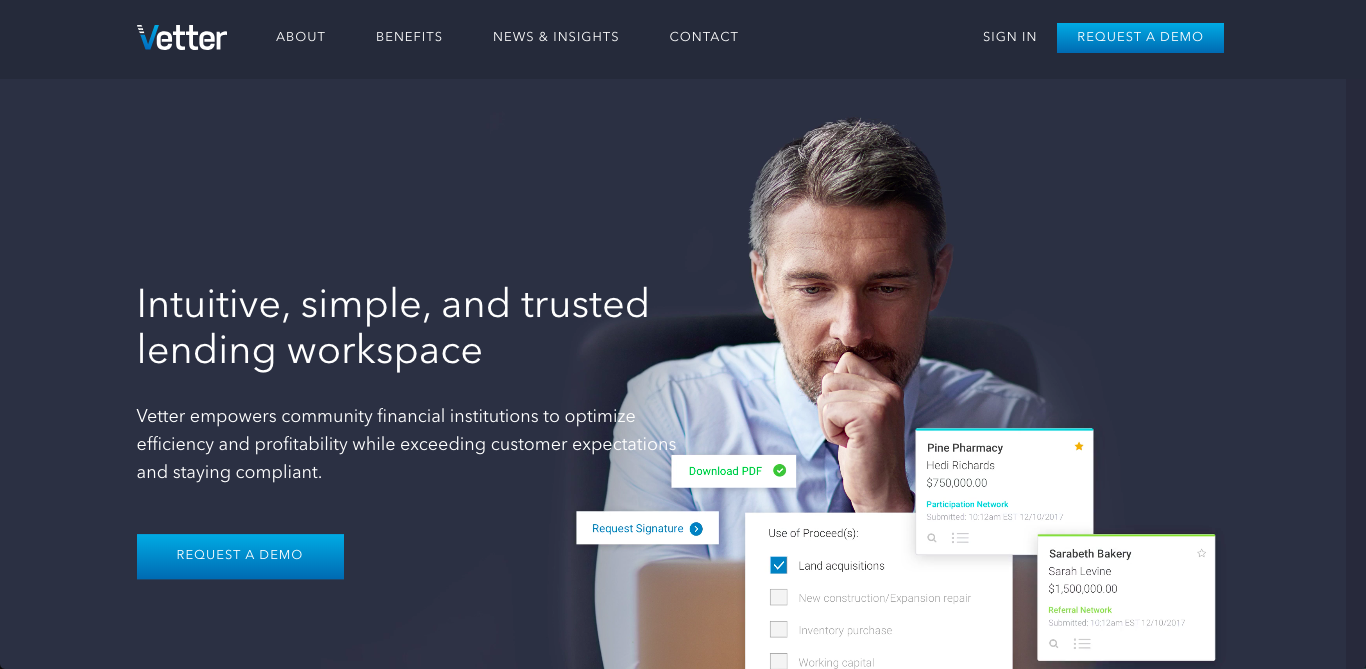 Vetter
ABOUT
BENEFITS
NEWS & INSIGHTS
CONTACT
SIGN IN
REQUEST A DEMO
Intuitive, simple, and trusted
lending workspace
Vetter empowers community financial institutions to optimize
efficiency and profitability while exceeding customer expectations
and staying compliant.
REQUEST A DEMO
Download PDF
Request Signature
Use of Proceed(s):
Land acquisitions
New construction/Expansion repair
Inventory purchase
Working capital
Pine Pharmacy
Hedi Richards
$750,000.00
Participation Network
Submitted: 10:12am EST 12/10/2017
Sarabeth Bakery
Sarah Levine
$1,500,000.00
Referral Network
Submitted: 10:12am EST 12/10/2017